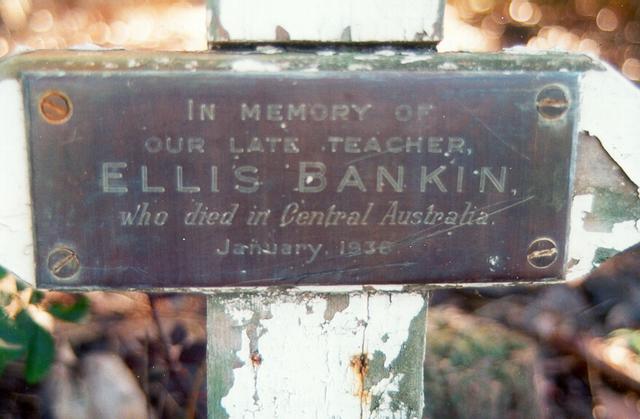 IN MEMORY OF
OUR LATE TEACHER,
ELLIS BANKIN,
who died in Central Australia.
January, 1936